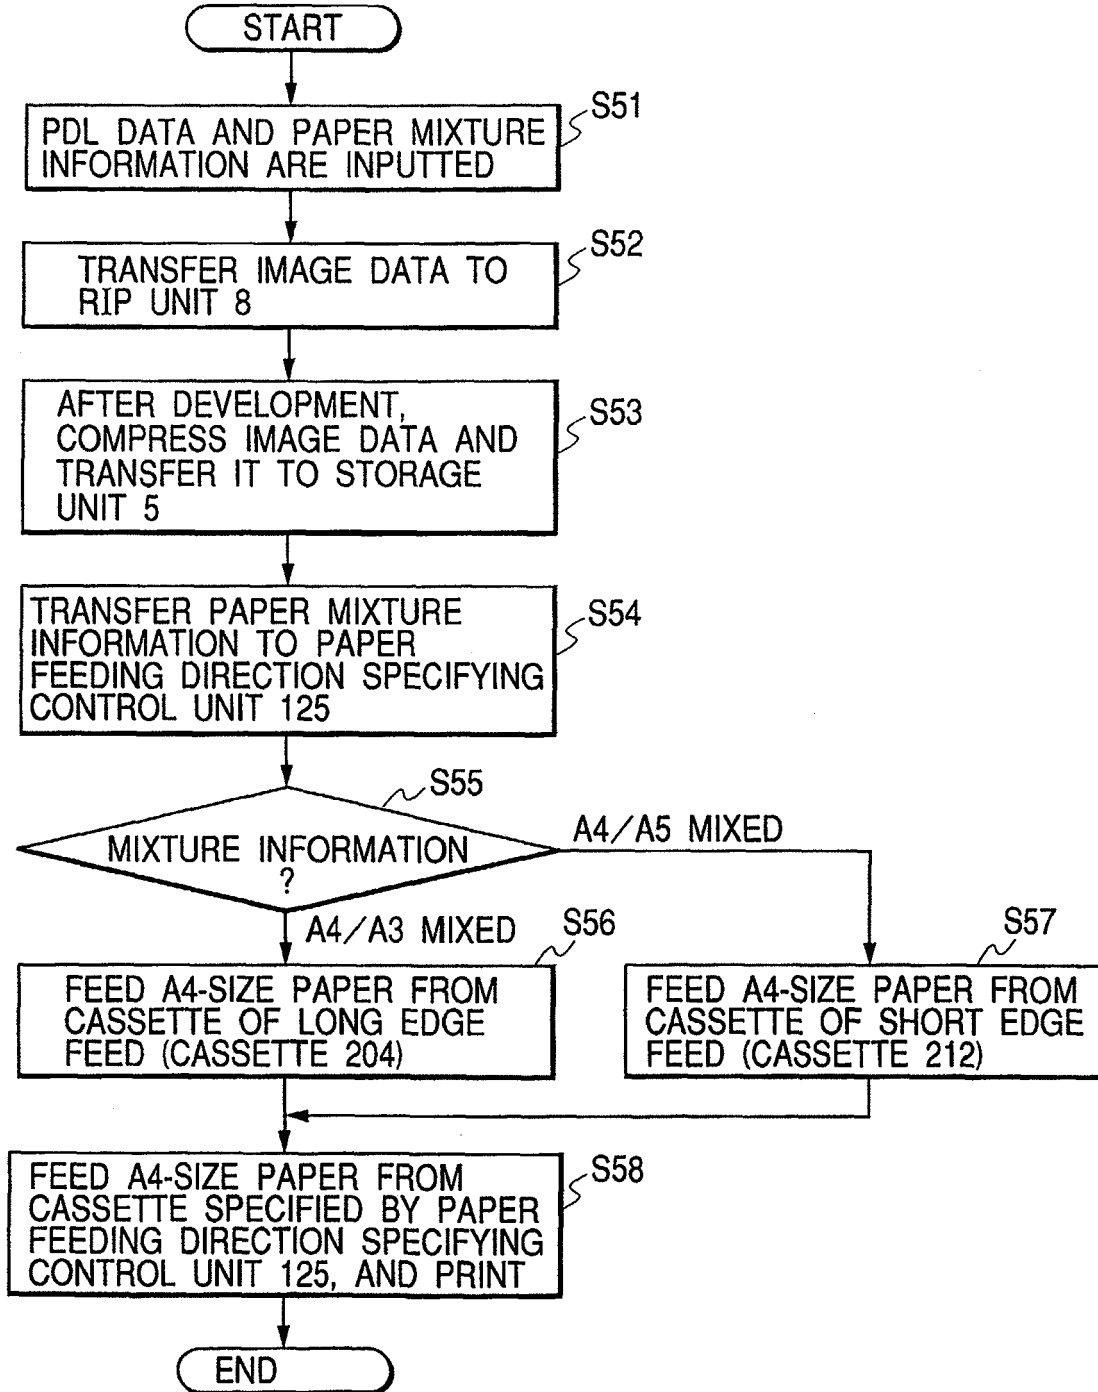 START
S51
PDL DATA AND PAPER MIXTURE
INFORMATION ARE INPUTTED
S52
TRANSFER IMAGE DATA TO
RIP UNIT 8
S53
AFTER DEVELOPMENT,
COMPRESS IMAGE DATA AND
TRANSFER IT TO STORAGE
UNIT 5
S54
TRANSFER PAPER MIXTURE
INFORMATION TO PAPER
FEEDING DIRECTION SPECIFYING
CONTROL UNIT 125
S55
MIXTURE INFORMATION
?
A4/A5 MIXED
A4/A3 MIXED
S56
FEED A4-SIZE PAPER FROM
CASSETTE OF LONG EDGE
FEED (CASSETTE 204)
S57
FEED A4-SIZE PAPER FROM
CASSETTE OF SHORT EDGE
FEED (CASSETTE 212)
S58
FEED A4-SIZE PAPER FROM
CASSETTE SPECIFIED BY PAPER
FEEDING DIRECTION SPECIFYING
CONTROL UNIT 125, AND PRINT
END